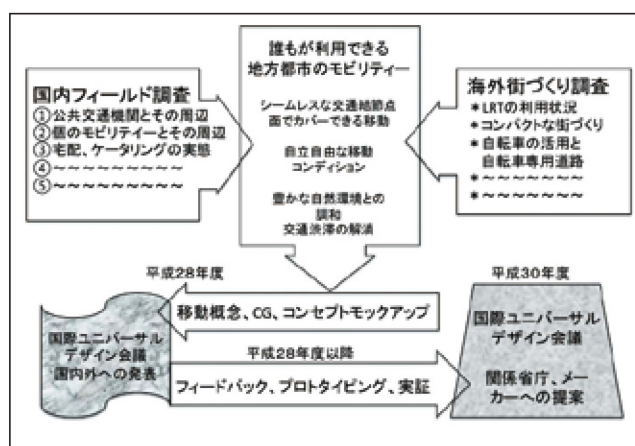 国内フィールド調査
①公共交通機関とその周辺
②個のモビリティーとその周辺
③宅配、ケータリングの実態
④～～～～～～～～～
⑤～～～～～～～～～
誰もが利用できる
地方都市のモビリティー
シームレスな交通結節点
面でカバーできる移動
自立自由な移動
コンディション
豊かな自然環境との
調和
交通渋滞の解消
海外街づくり調査
＊LRTの利用状況
＊コンパクトな街づくり
＊自転車の活用と
自転車専用道路
＊～～～～～～～
＊～～～～～～～
平成28年度
移動概念、CG、コンセプトモックアップ
国際ユニバーサル
デザイン会議
国内外への発表
平成28年度以降
フィードバック、プロトタイピング、実証
平成30年度
国際ユニバーサル
デザイン会議
関係省庁、メー
カーへの提案